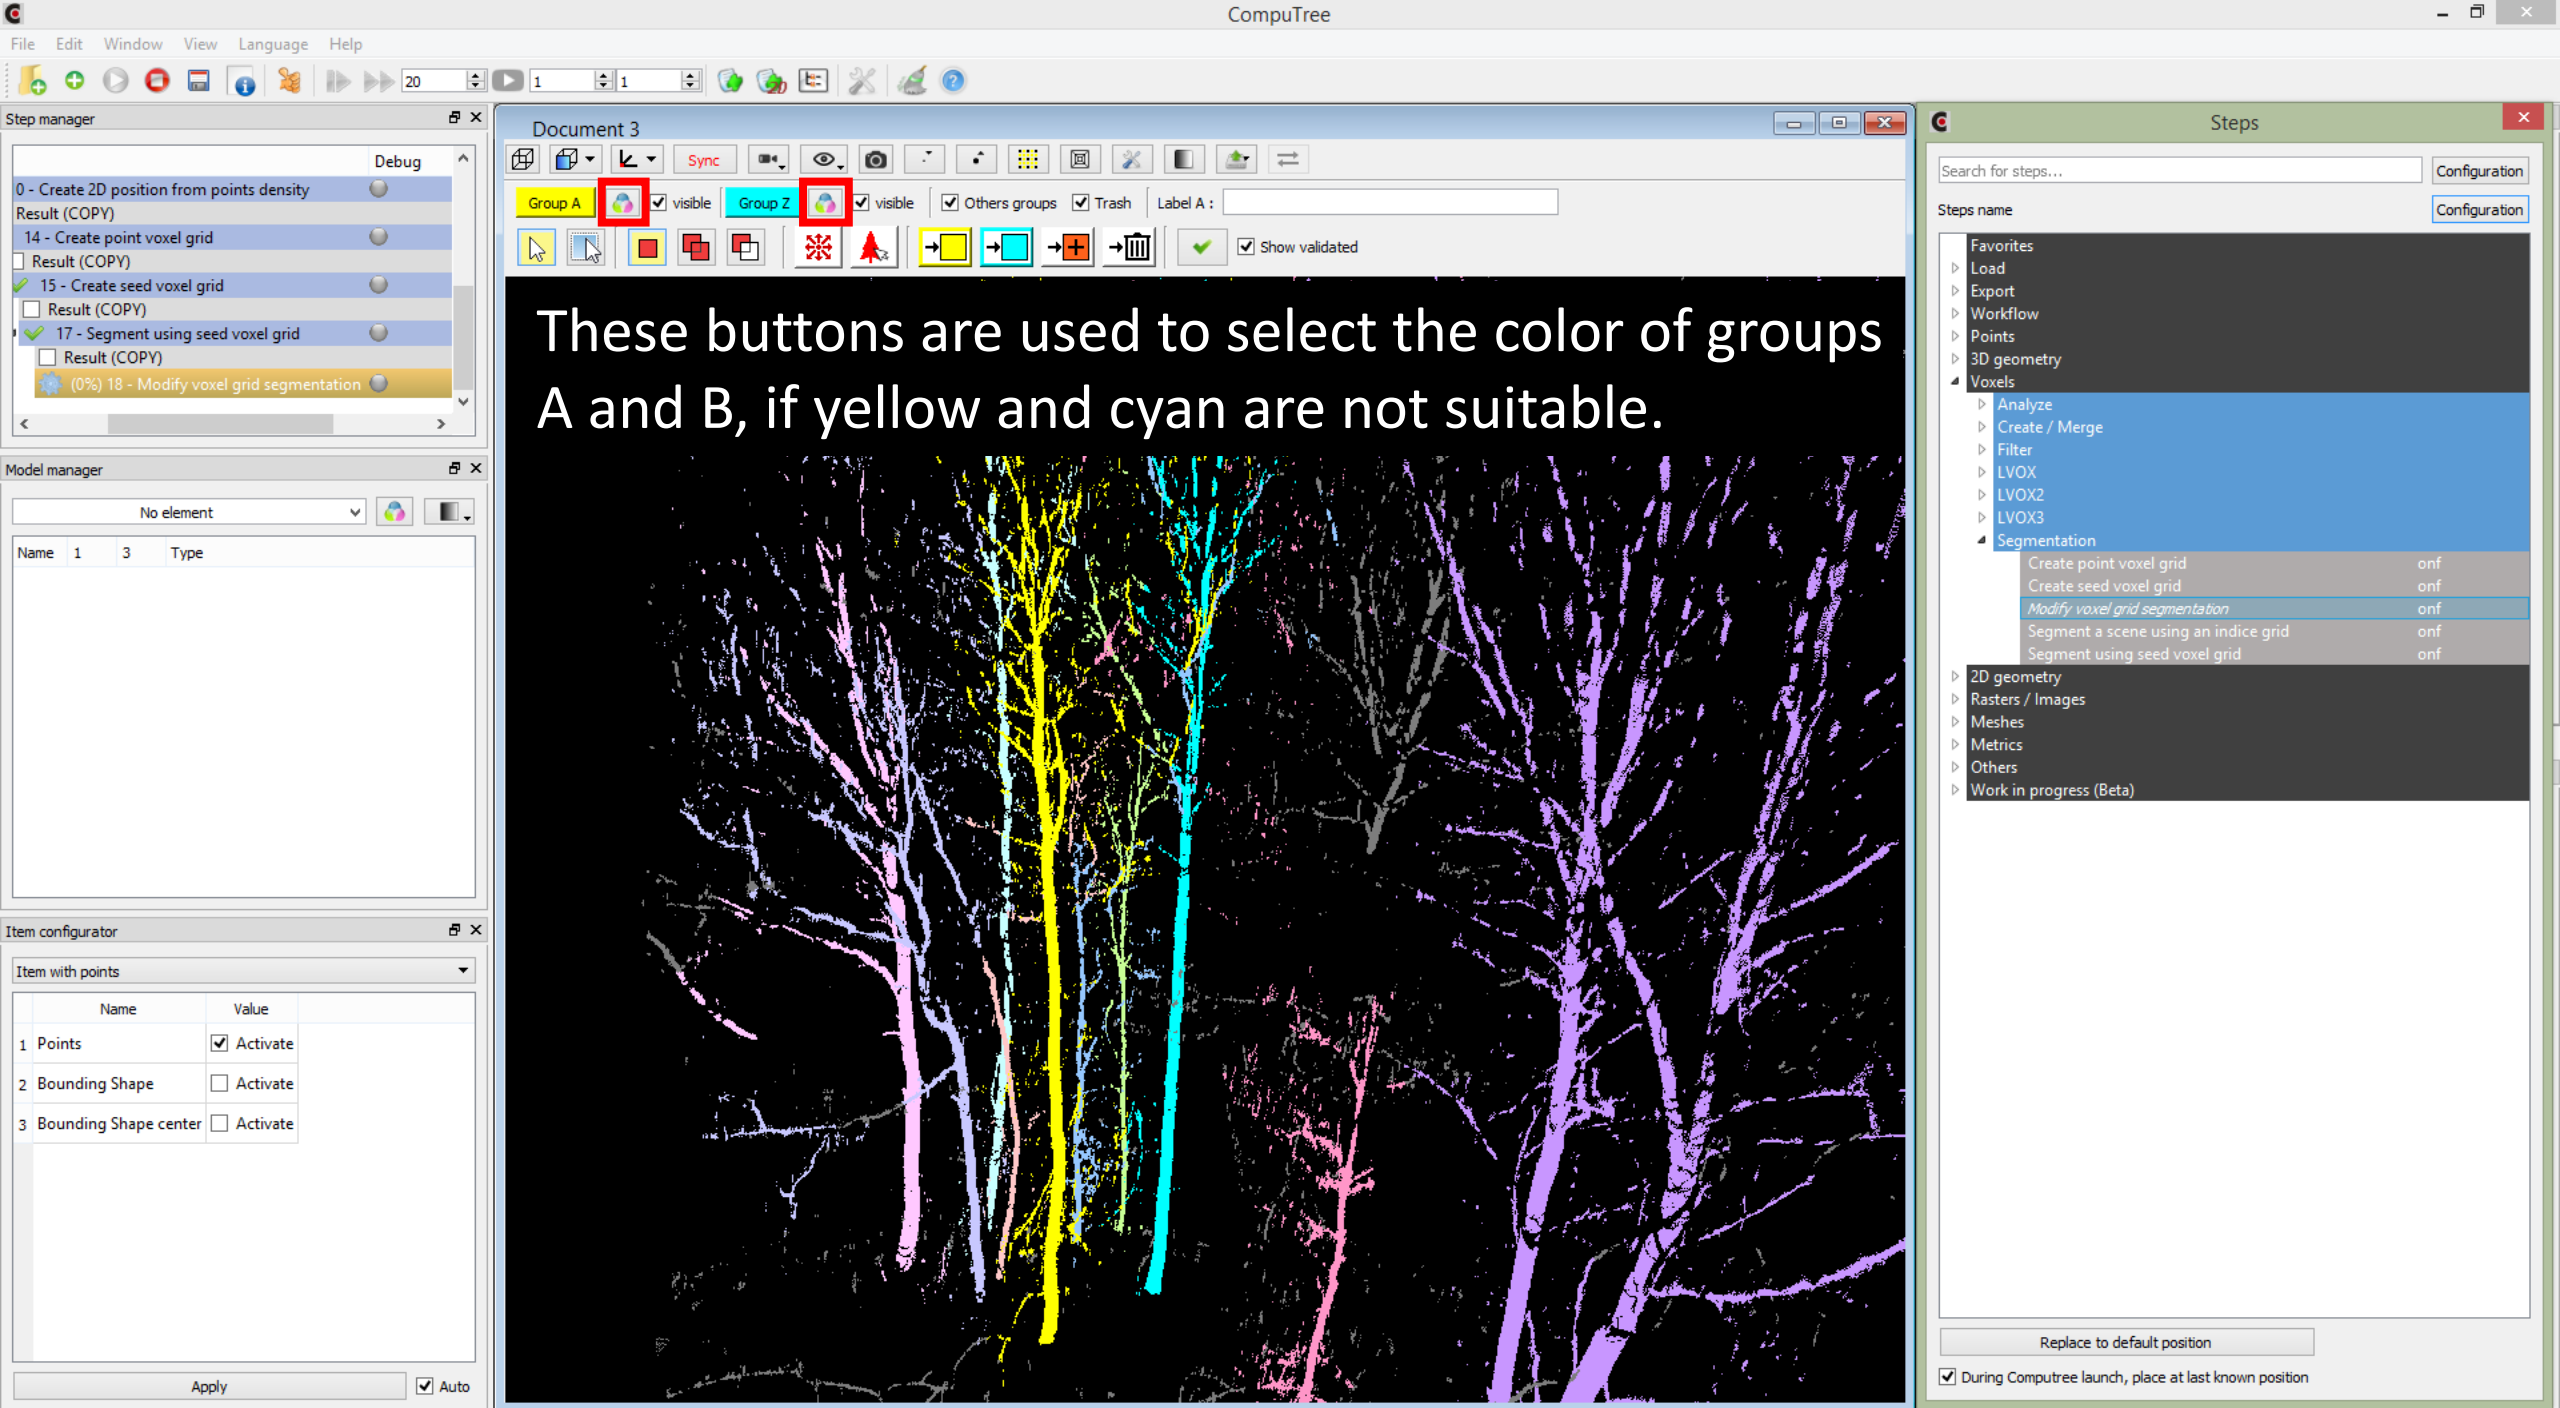 CompuTree
File Edit Window View Language Help
20 1 1
Step manager
Debug
0 - Create 2D position from points density
Result (COPY)
14 - Create point voxel grid
Result (COPY)
15 - Create seed voxel grid
Result (COPY)
17 - Segment using seed voxel grid
Result (COPY)
(0%) 18 - Modify voxel grid segmentation
Model manager
No element
Name 1 3 Type
Item configurator
Item with points
Name Value
1 Points Activate
2 Bounding Shape Activate
3 Bounding Shape center Activate
Apply Auto
Document 3
Sync
Group A visible Group Z visible Others groups Trash Label A :
Show validated
These buttons are used to select the color of groups
A and B, if yellow and cyan are not suitable.
Steps
Search for steps... Configuration
Steps name Configuration
Favorites
Load
Export
Workflow
Points
3D geometry
Voxels
Analyze
Create / Merge
Filter
LVOX
LVOX2
LVOX3
Segmentation
Create point voxel grid onf
Create seed voxel grid onf
Modify voxel grid segmentation onf
Segment a scene using an indice grid onf
Segment using seed voxel grid onf
2D geometry
Rasters / Images
Meshes
Metrics
Others
Work in progress (Beta)
Replace to default position
During Computree launch, place at last known position